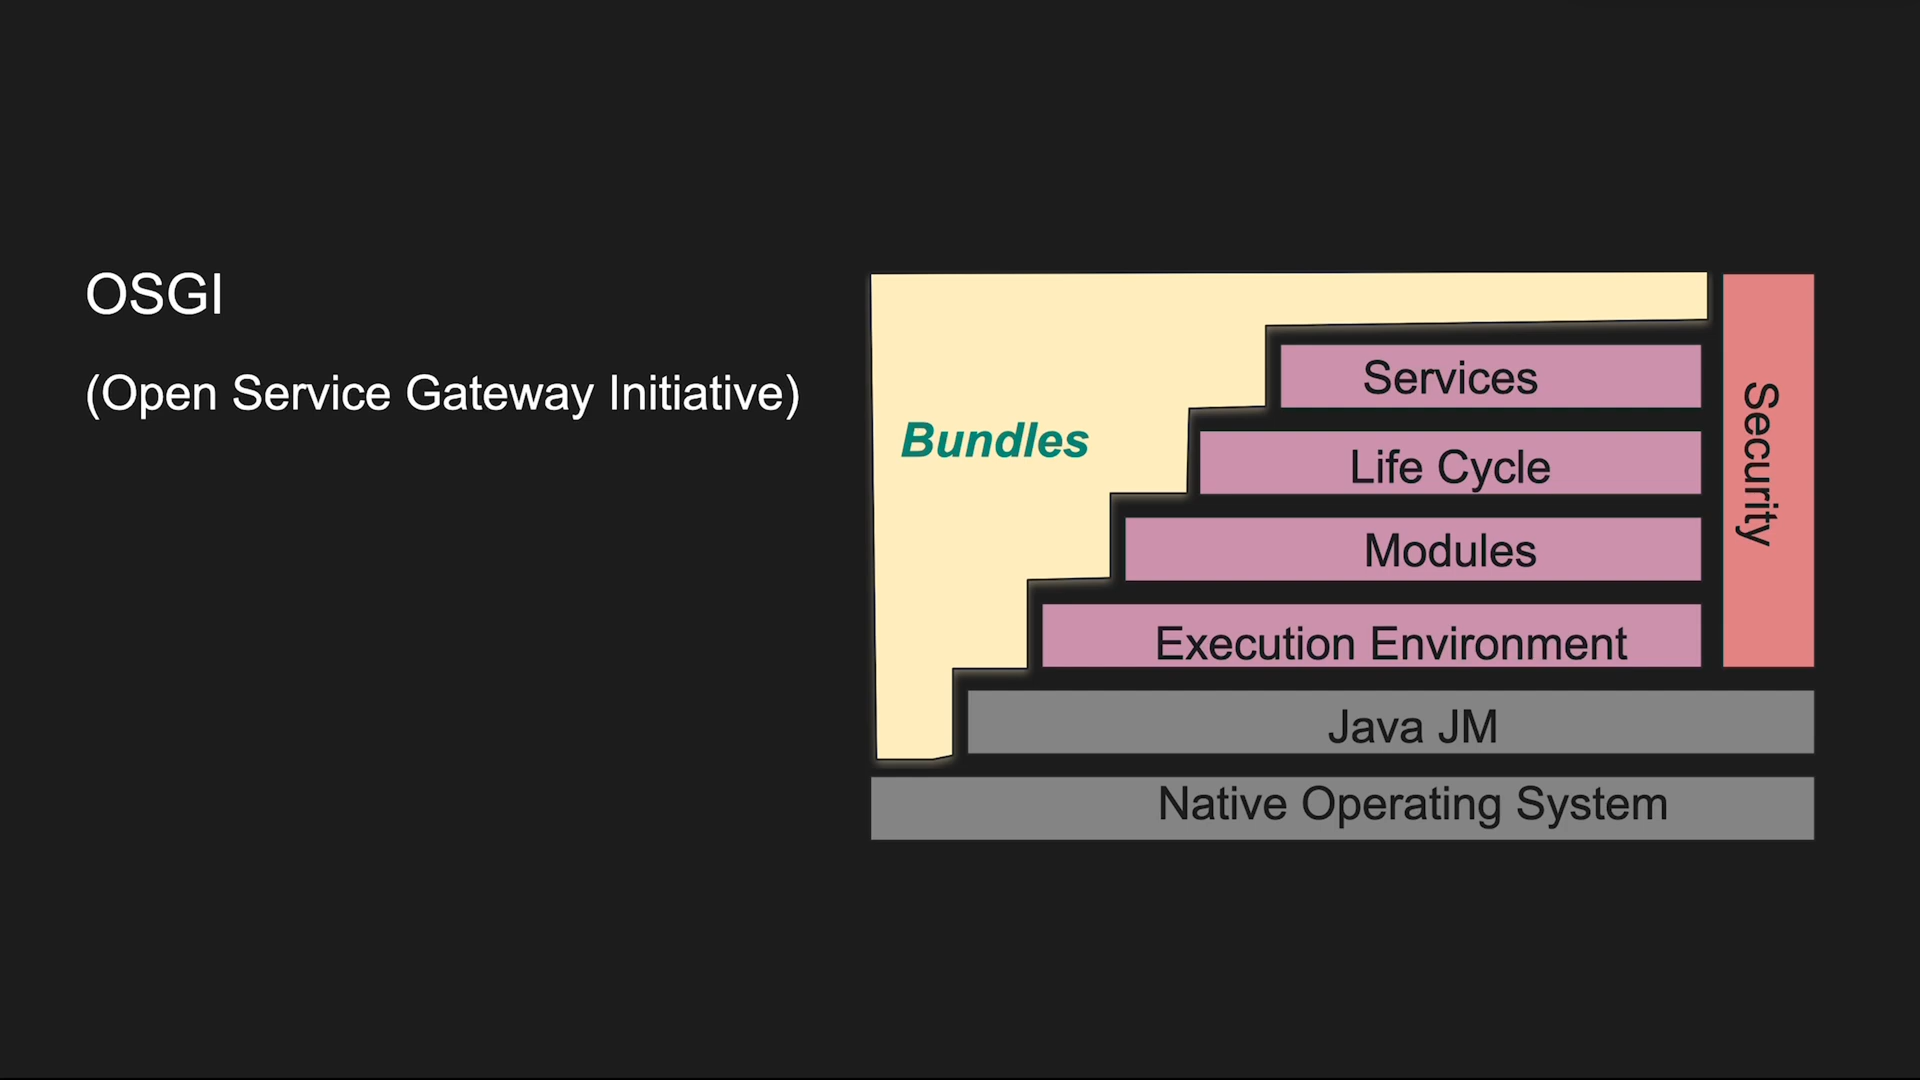 OSGI
(Open Service Gateway Initiative)
Bundles
Services
Life Cycle
Modules
Execution Environment
Security
Java JM
Native Operating System